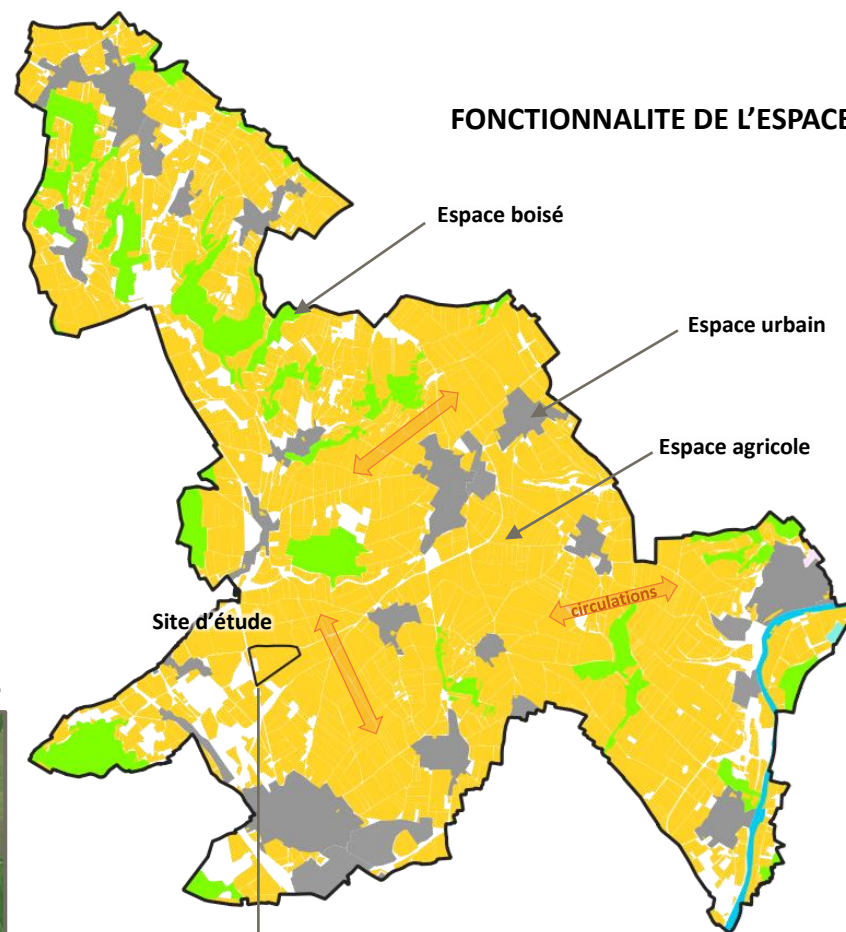 FONCTIONNALITE DE L'ESPACE
Espace boisé
Espace urbain
Espace agricole
circulations
Site d'étude